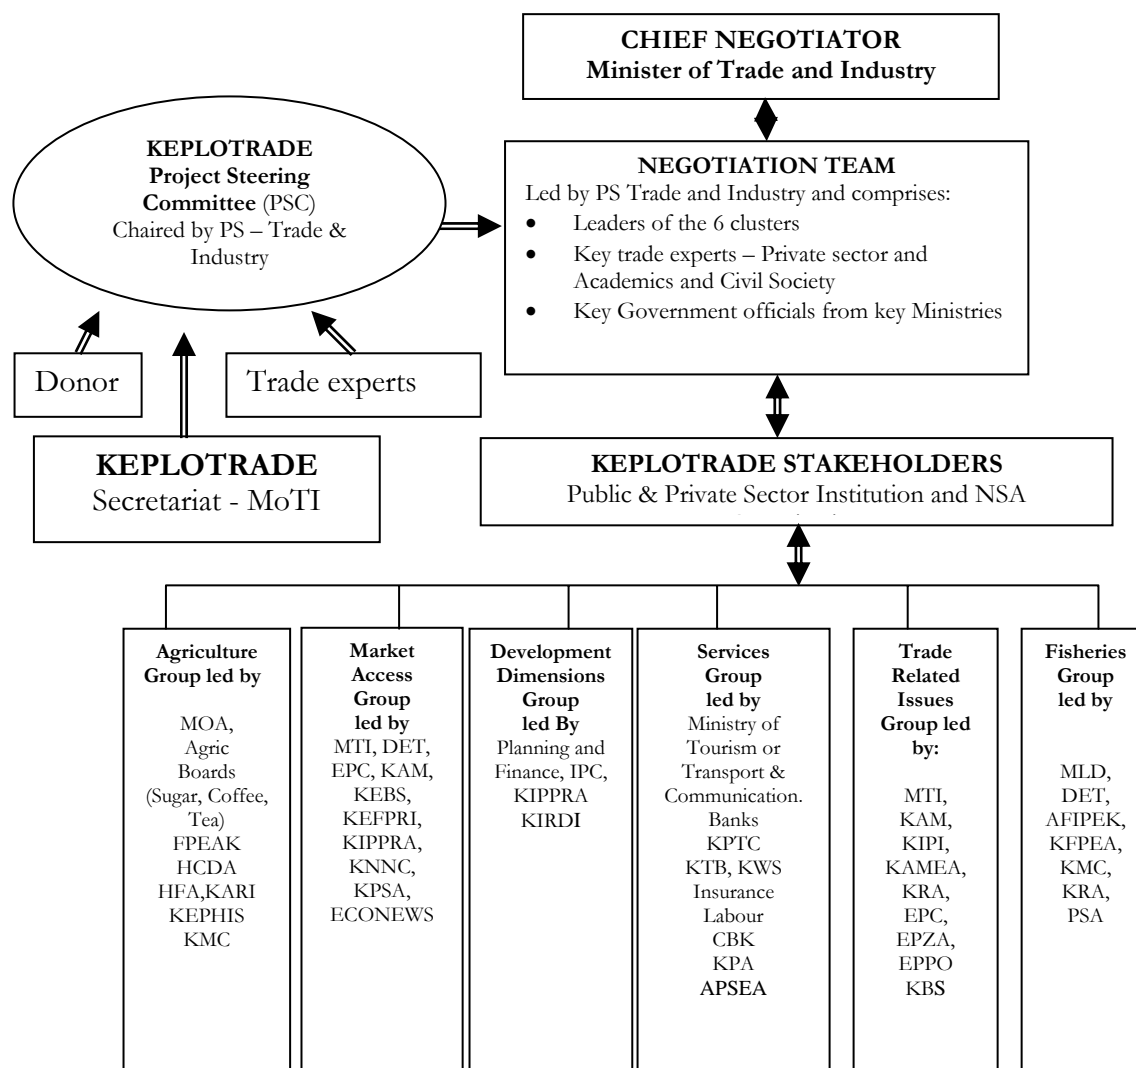 CHIEF NEGOTIATOR
Minister of Trade and Industry
KEPLOTRADE
Project Steering
Committee (PSC)
Chaired by PS – Trade &
Industry
NEGOTIATION TEAM
Led by PS Trade and Industry and comprises:
• Leaders of the 6 clusters
• Key trade experts – Private sector and
Academics and Civil Society
• Key Government officials from key Ministries
Donor
Trade experts
KEPLOTRADE
Secretariat - MoTI
KEPLOTRADE STAKEHOLDERS
Public & Private Sector Institution and NSA
Agriculture
Group led by
MOA,
Agric
Boards
(Sugar, Coffee,
Tea)
FPEAK
HCDA
HFA,KARI
KEPHIS
KMC
Market
Access
Group
led by
MTI, DET,
EPC, KAM,
KEBS,
KEFPRI,
KIPPRA,
KNNC,
KPSA,
ECONEWS
Development
Dimensions
Group
led By
Planning and
Finance, IPC,
KIPPRA
KIRDI
Services
Group
led by
Ministry of
Tourism or
Transport &
Communication.
Banks
KPTC
KTB, KWS
Insurance
Labour
CBK
KPA
APSEA
Trade
Related
Issues
Group led
by:
MTI,
KAM,
KIPI,
KAMEA,
KRA,
EPC,
EPZA,
EPPO
KBS
Fisheries
Group
led by
MLD,
DET,
AFIPEK,
KFPEA,
KMC,
KRA,
PSA